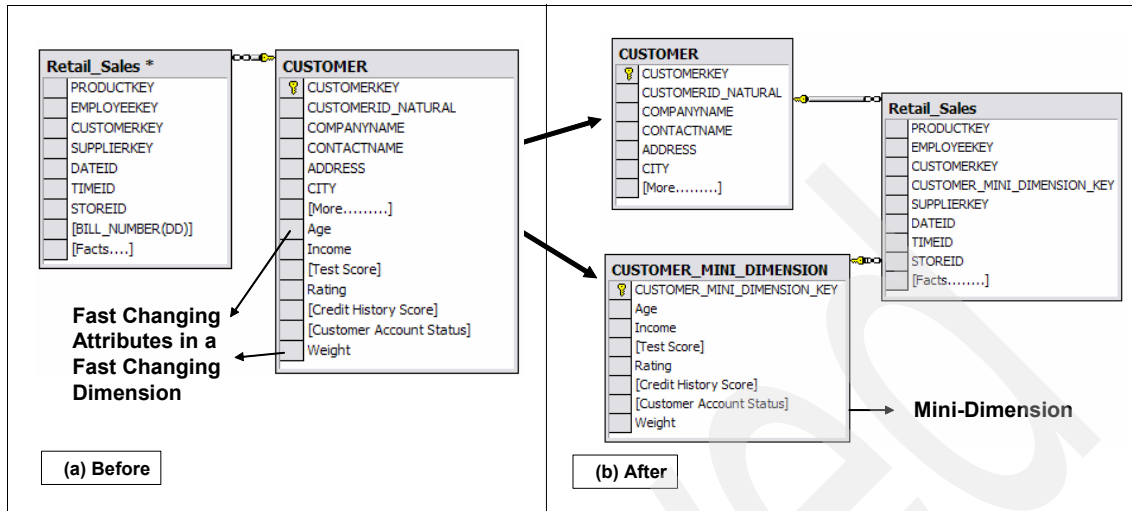 Retail_Sales *
PRODUCTKEY
EMPLOYEEKEY
CUSTOMERKEY
SUPPLIERKEY
DATEID
TIMEID
STOREID
[BILL_NUMBER(DD)]
[Facts....]
CUSTOMER
CUSTOMERKEY
CUSTOMERID_NATURAL
COMPANYNAME
CONTACTNAME
ADDRESS
CITY
[More.........]
Age
Income
[Test Score]
Rating
[Credit History Score]
[Customer Account Status]
Weight
Fast Changing
Attributes in a
Fast Changing
Dimension
(a) Before
CUSTOMER
CUSTOMERKEY
CUSTOMERID_NATURAL
COMPANYNAME
CONTACTNAME
ADDRESS
CITY
[More.........]
Retail_Sales
PRODUCTKEY
EMPLOYEEKEY
CUSTOMERKEY
CUSTOMER_MINI_DIMENSION_KEY
SUPPLIERKEY
DATEID
TIMEID
STOREID
[Facts........]
CUSTOMER_MINI_DIMENSION
CUSTOMER_MINI_DIMENSION_KEY
Age
Income
[Test Score]
Rating
[Credit History Score]
[Customer Account Status]
Weight
Mini-Dimension
(b) After